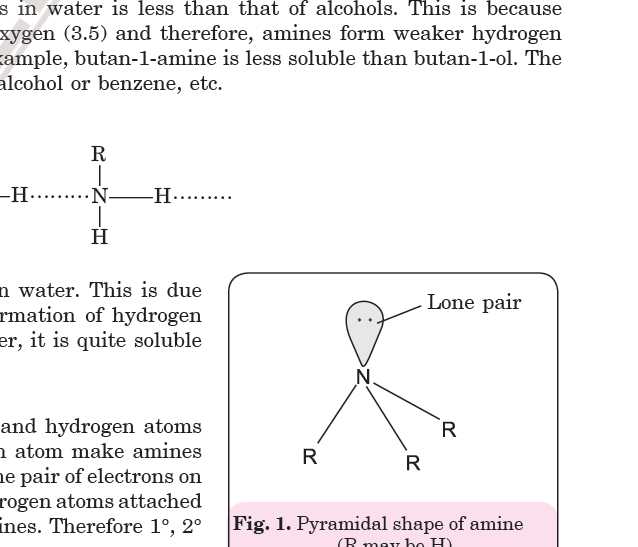 s in water is less than that of alcohols. This is because
xygen (3.5) and therefore, amines form weaker hydrogen
xample, butan-1-amine is less soluble than butan-1-ol. The
alcohol or benzene, etc.
R
–H·········N——H·········
H
n water. This is due
rmation of hydrogen
er, it is quite soluble
and hydrogen atoms
n atom make amines
ne pair of electrons on
rogen atoms attached
ines. Therefore 1°, 2°
Lone pair
N
R
R
R
Fig. 1. Pyramidal shape of amine
(R may be H)